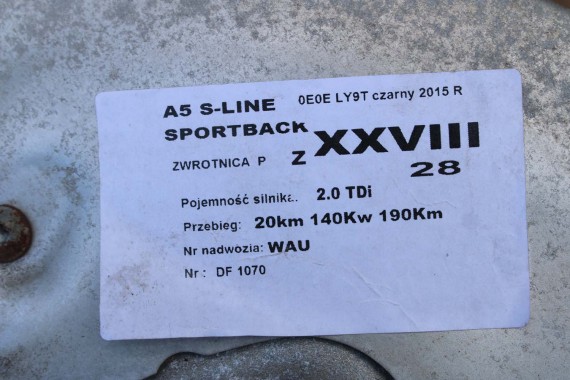 A5 S-LINE 0E0E LY9T czarny 2015 R
SPORTBACK
ZWROTNICA P Z XXVIII
28
Pojemność silnika.. 2.0 TDi
Przebieg: 20km 140Kw 190Km
Nr nadwozia: WAU
Nr : DF 1070